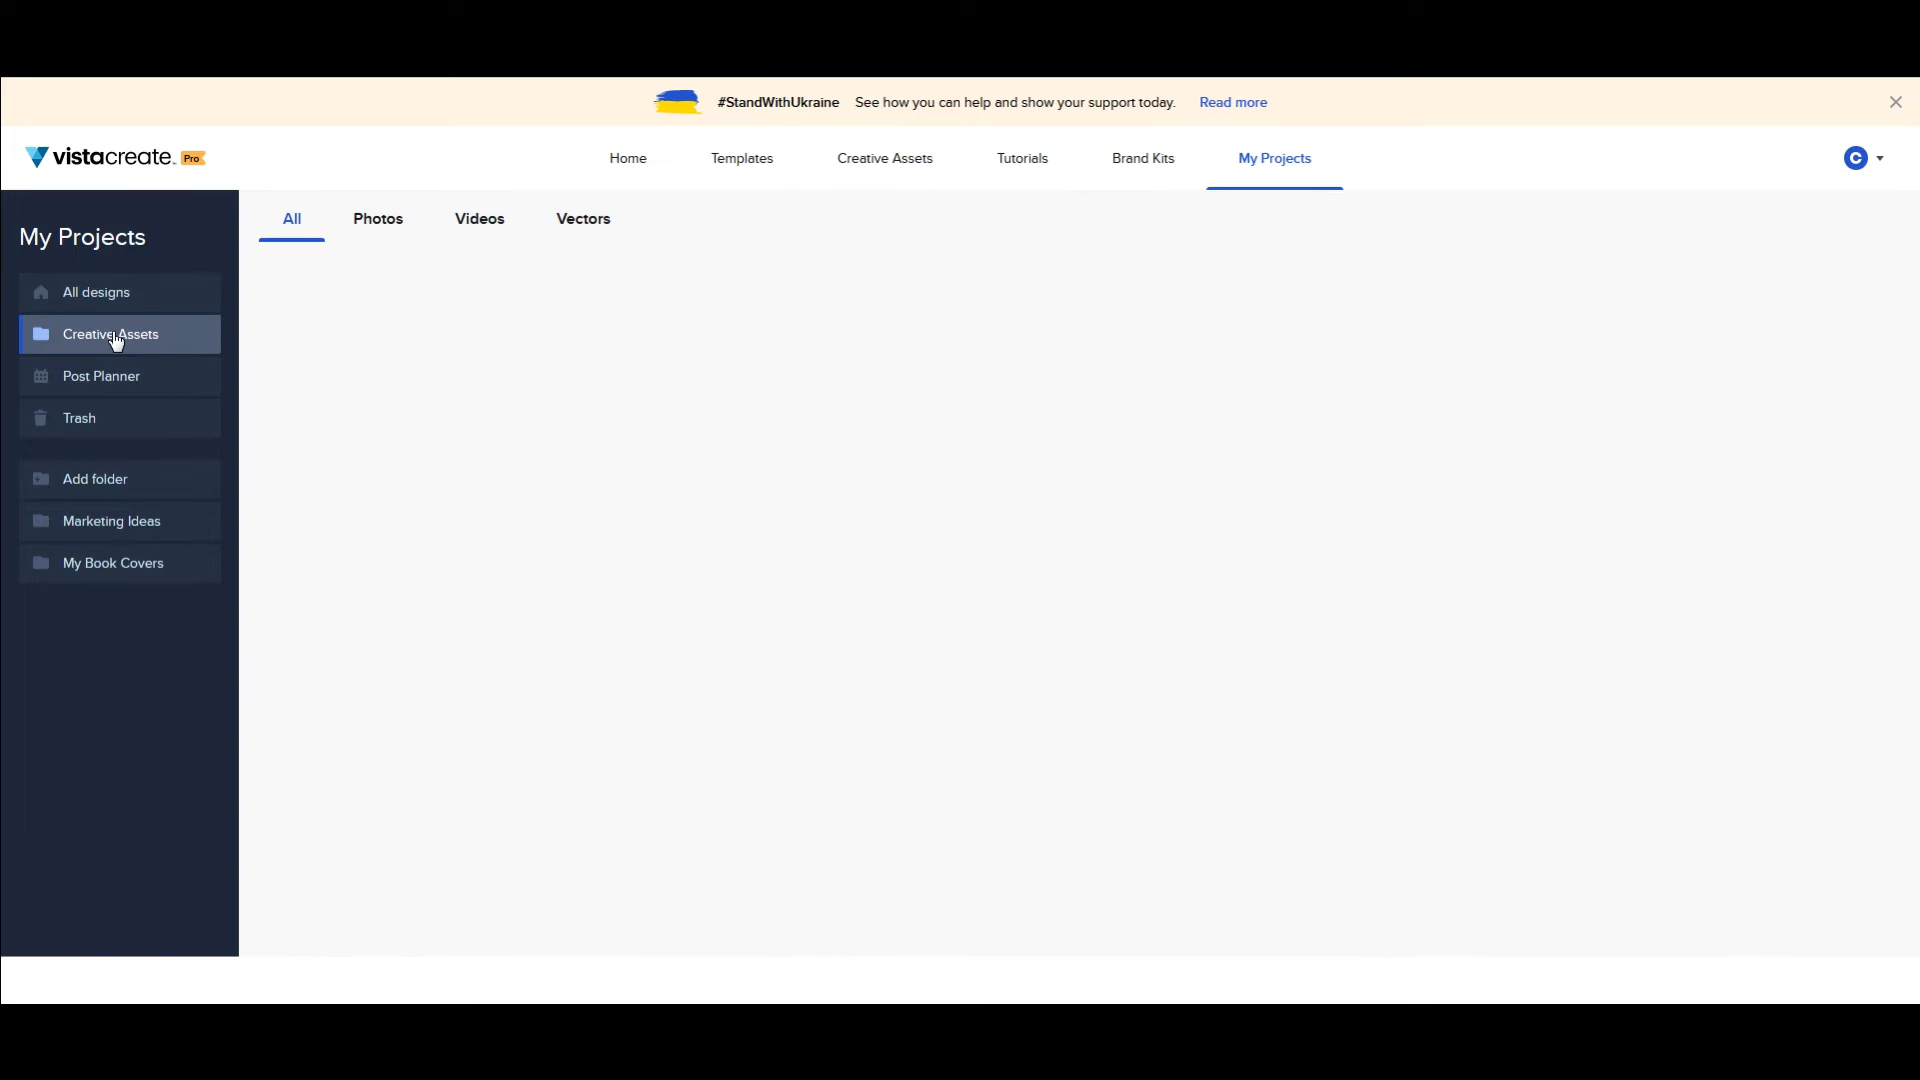 #StandWithUkraine See how you can help and show your support today. Read more
vistacreate Pro
Home Templates Creative Assets Tutorials Brand Kits My Projects
C
All Photos Videos Vectors
My Projects
All designs
Creative Assets
Post Planner
Trash
Add folder
Marketing Ideas
My Book Covers